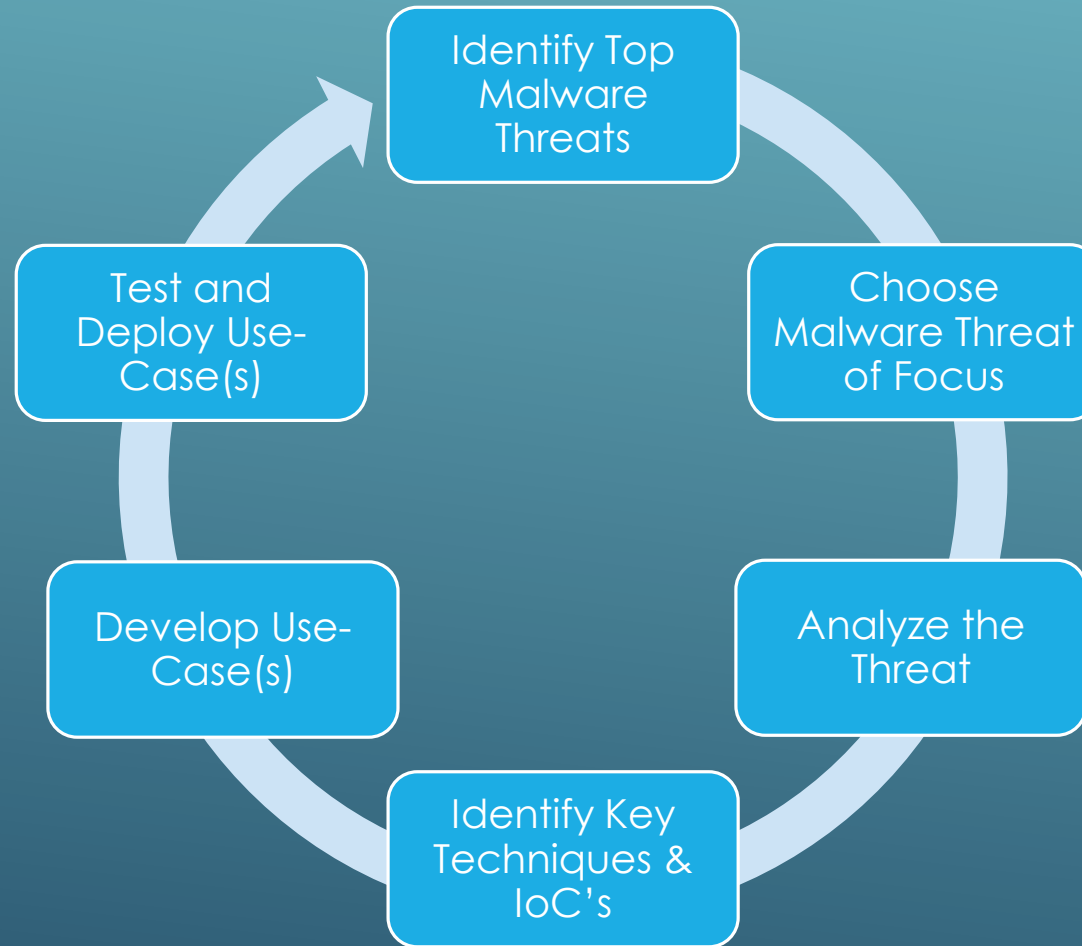 Identify Top
Malware
Threats
Choose
Malware Threat
of Focus
Analyze the
Threat
Identify Key
Techniques &
IoC’s
Develop Use-
Case(s)
Test and
Deploy Use-
Case(s)